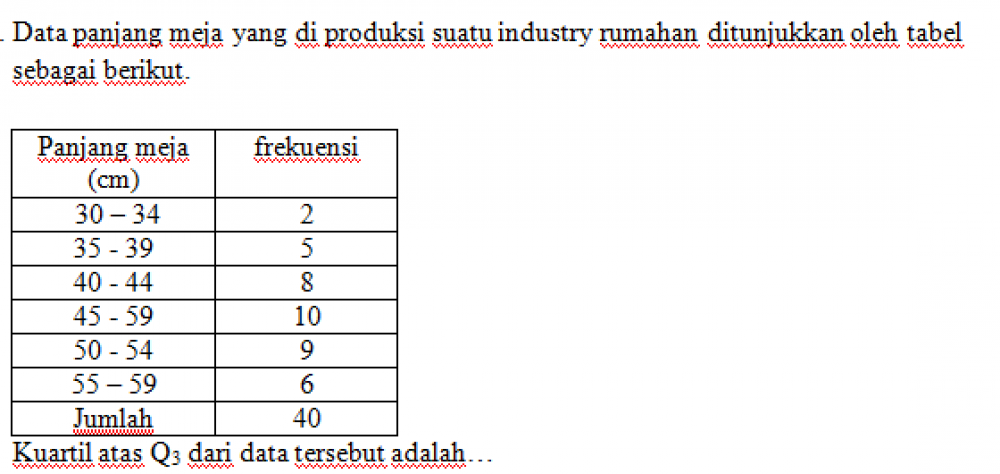 . Data panjang meja yang di produksi suatu industry rumahan ditunjukkan oleh tabel
sebagai berikut.
Panjang meja frekuensi
(cm)
30 – 34 2
35 - 39 5
40 - 44 8
45 - 59 10
50 - 54 9
55 – 59 6
Jumlah 40
Kuartil atas Q3 dari data tersebut adalah…